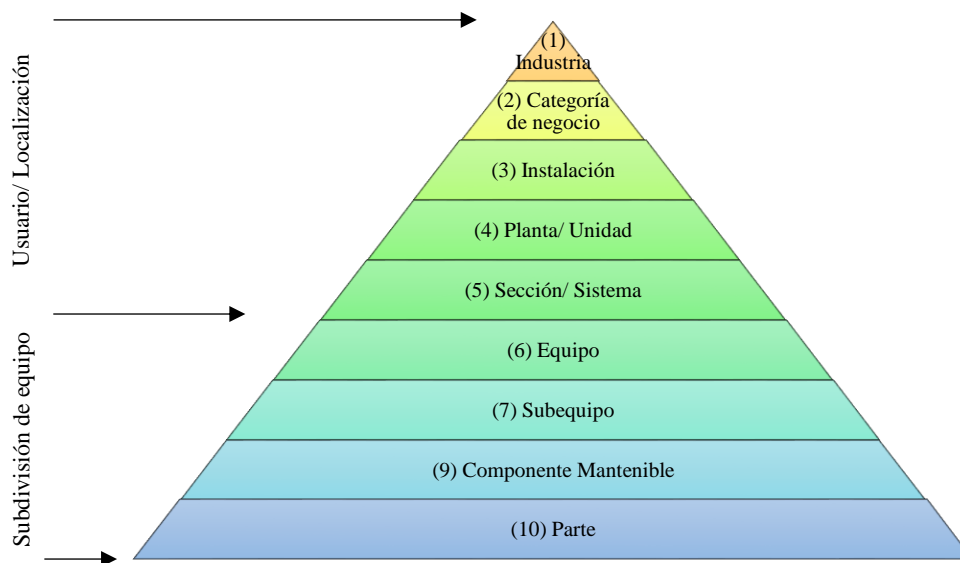 (1)
Industria
(2) Categoría
de negocio
(3) Instalación
(4) Planta/ Unidad
(5) Sección/ Sistema
(6) Equipo
(7) Subequipo
(9) Componente Mantenible
(10) Parte
Usuario/ Localización
Subdivisión de equipo